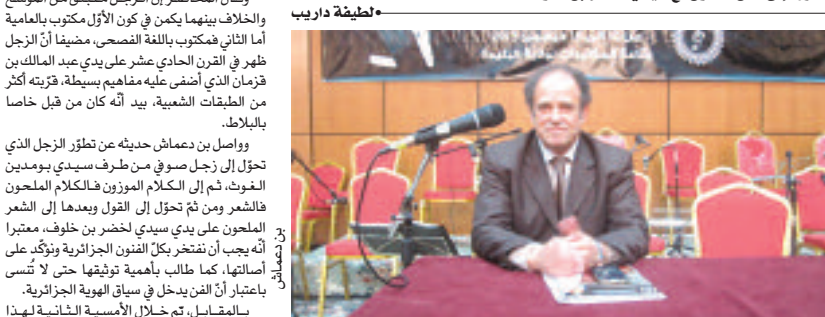 •لطيفة داريب
والخلاف بينهما يكمن في كون الأوّل مكتوب بالعامية
أما الثاني فمكتوب باللغة الفصحى، مضيفا أنّ الزجل
ظهر في القرن الحادي عشر على يدي عبد المالك بن
قزمان الذي أضفى عليه مفاهيم بسيطة، قرّبته أكثر
من الطبقات الشعبية، بيد أنّه كان من قبل خاصا
بالبلاط.
وواصل بن دعماش حديثه عن تطوّر الزجل الذي
تحوّل إلى زجل صوفي من طرف سيدي بومدين
الغوث، ثم إلى الكلام الموزون فالكلام الملحون
فالشعر ومن ثمّ تحوّل إلى القول وبعدها إلى الشعر
الملحون على يدي سيدي لخضر بن خلوف، معتبرا
أنّه يجب أن نفتخر بكلّ الفنون الجزائرية ونؤكّد على
أصالتها، كما طالب بأهمية توثيقها حتى لا تُنسى
باعتبار أنّ الفن يدخل في سياق الهوية الجزائرية.
بالمقابل، تم خلال الأمسية الثانية لهذا
بن دعماش